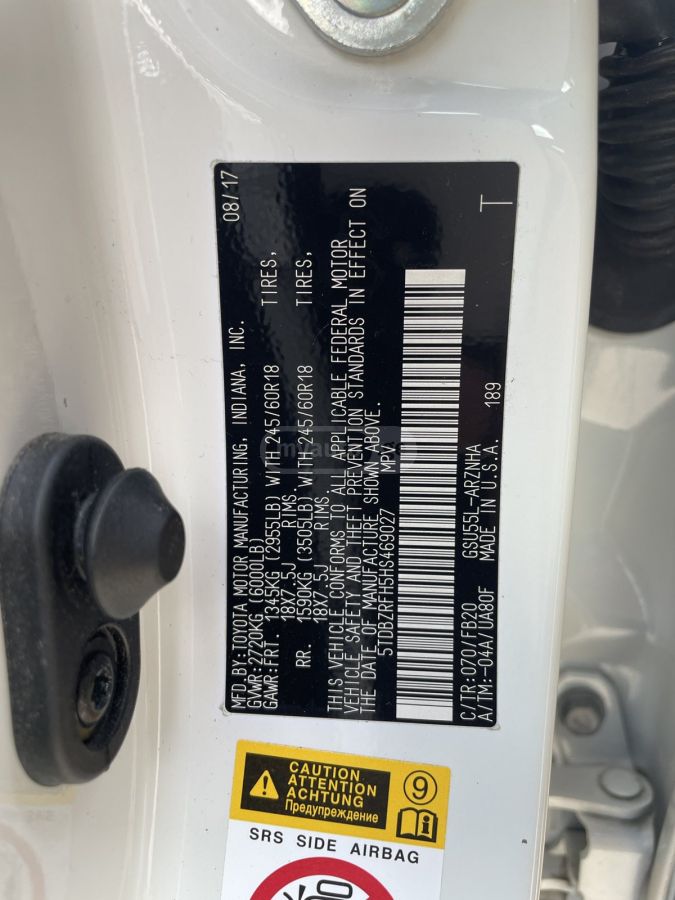 MFD BY:TOYOTA MOTOR MANUFACTURING, INDIANA, INC. 08/17
GVWR:2720KG (6000LB)
GAWR:FRT. 1345KG (2955LB) WITH 245/60R18 TIRES,
18X7.5J RIMS.
RR. 1590KG (3505LB) WITH 245/60R18 TIRES,
18X7.5J RIMS.
THIS VEHICLE CONFORMS TO ALL APPLICABLE FEDERAL MOTOR
VEHICLE SAFETY AND THEFT PREVENTION STANDARDS IN EFFECT ON
THE DATE OF MANUFACTURE SHOWN ABOVE.
5TDBZRFH5HS469027 MPV
C/TR:070/FB20 GSU55L-ARZNHA
A/TM:-04A/UA80F MADE IN U.S.A. 189 T
CAUTION
ATTENTION
ACHTUNG
Предупреждение
9
i
SRS SIDE AIRBAG